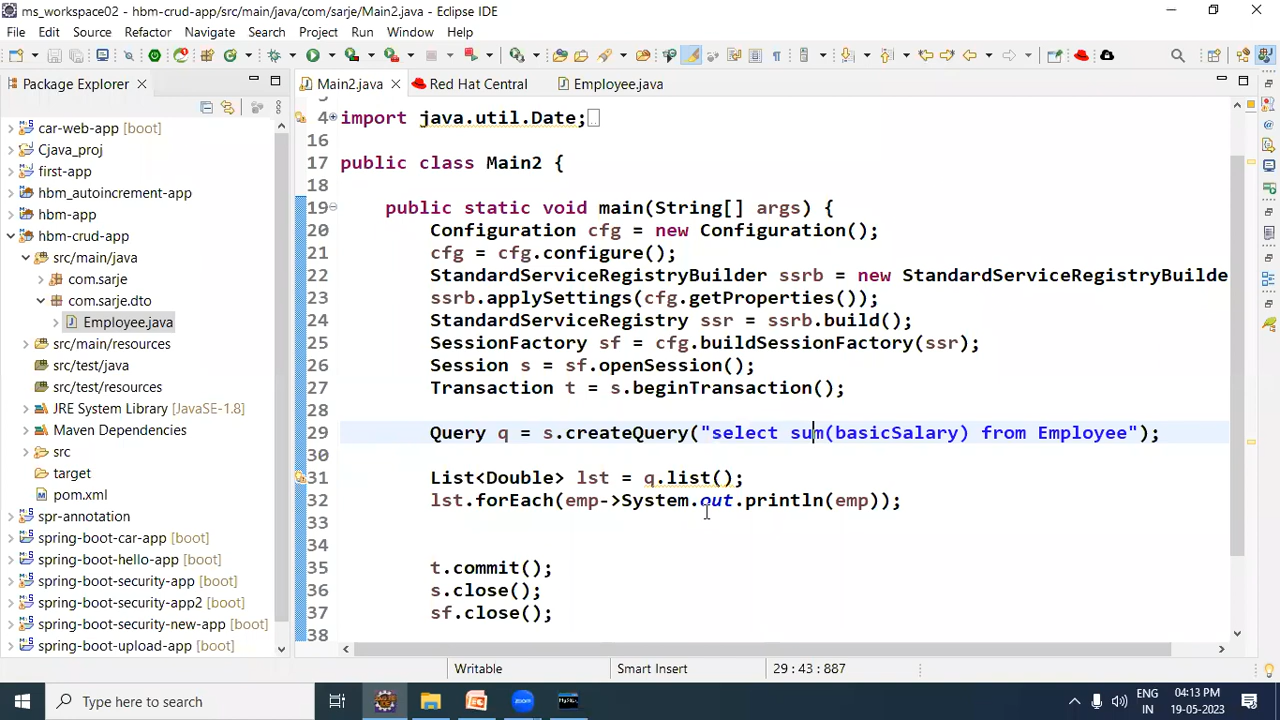 ms_workspace02 - hbm-crud-app/src/main/java/com/sarje/Main2.java - Eclipse IDE
File Edit Source Refactor Navigate Search Project Run Window Help
Package Explorer
Main2.java Red Hat Central Employee.java
car-web-app [boot]
Cjava_proj
first-app
hbm_autoincrement-app
hbm-app
hbm-crud-app
src/main/java
com.sarje
com.sarje.dto
Employee.java
src/main/resources
src/test/java
src/test/resources
JRE System Library [JavaSE-1.8]
Maven Dependencies
src
target
pom.xml
spr-annotation
spring-boot-car-app [boot]
spring-boot-hello-app [boot]
spring-boot-security-app [boot]
spring-boot-security-app2 [boot]
spring-boot-security-new-app [boot]
spring-boot-upload-app [boot]
4 import java.util.Date;
16
17 public class Main2 {
18
19 public static void main(String[] args) {
20 Configuration cfg = new Configuration();
21 cfg = cfg.configure();
22 StandardServiceRegistryBuilder ssrb = new StandardServiceRegistryBuilde
23 ssrb.applySettings(cfg.getProperties());
24 StandardServiceRegistry ssr = ssrb.build();
25 SessionFactory sf = cfg.buildSessionFactory(ssr);
26 Session s = sf.openSession();
27 Transaction t = s.beginTransaction();
28
29 Query q = s.createQuery("select sum(basicSalary) from Employee");
30
31 List<Double> lst = q.list();
32 lst.forEach(emp->System.out.println(emp));
33
34
35 t.commit();
36 s.close();
37 sf.close();
38
Writable Smart Insert 29 : 43 : 887
Type here to search
zoom
ENG
IN
04:13 PM
19-05-2023